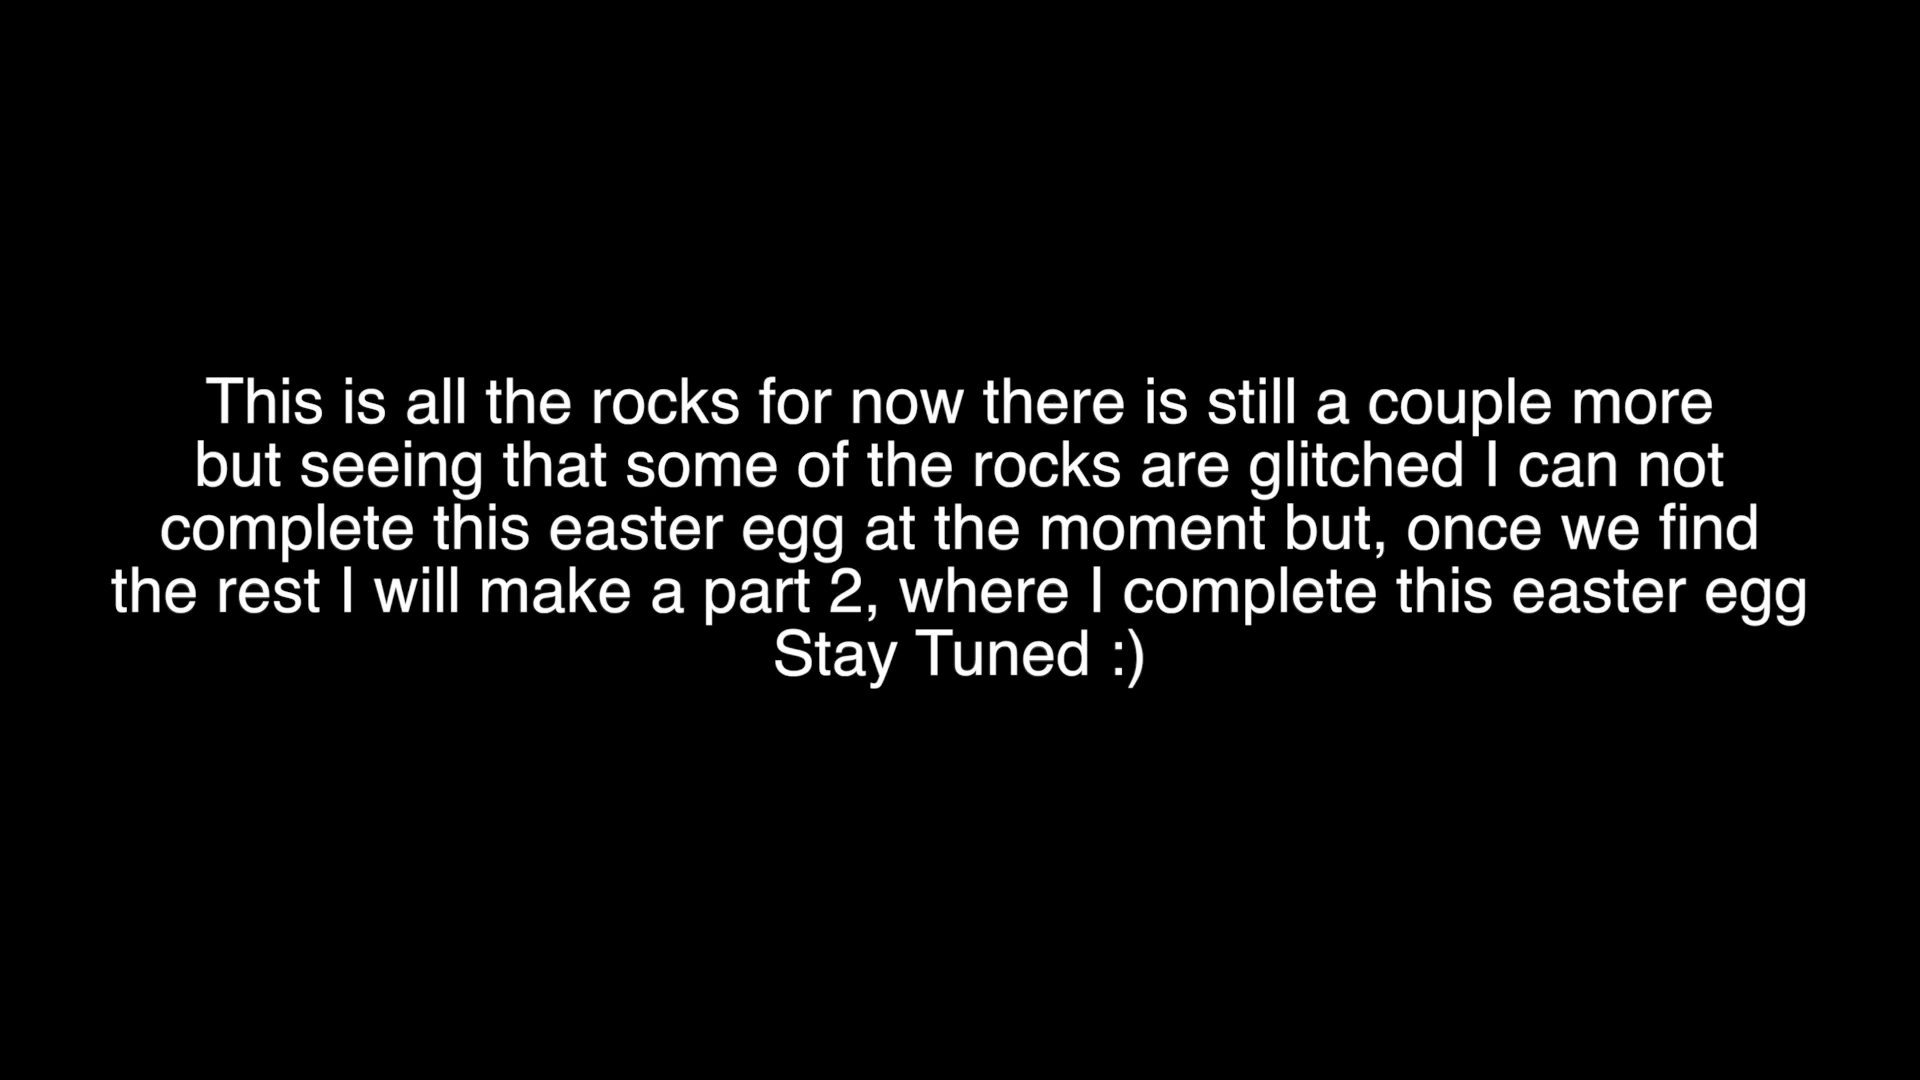 This is all the rocks for now there is still a couple more
but seeing that some of the rocks are glitched I can not
complete this easter egg at the moment but, once we find
the rest I will make a part 2, where I complete this easter egg
Stay Tuned :)